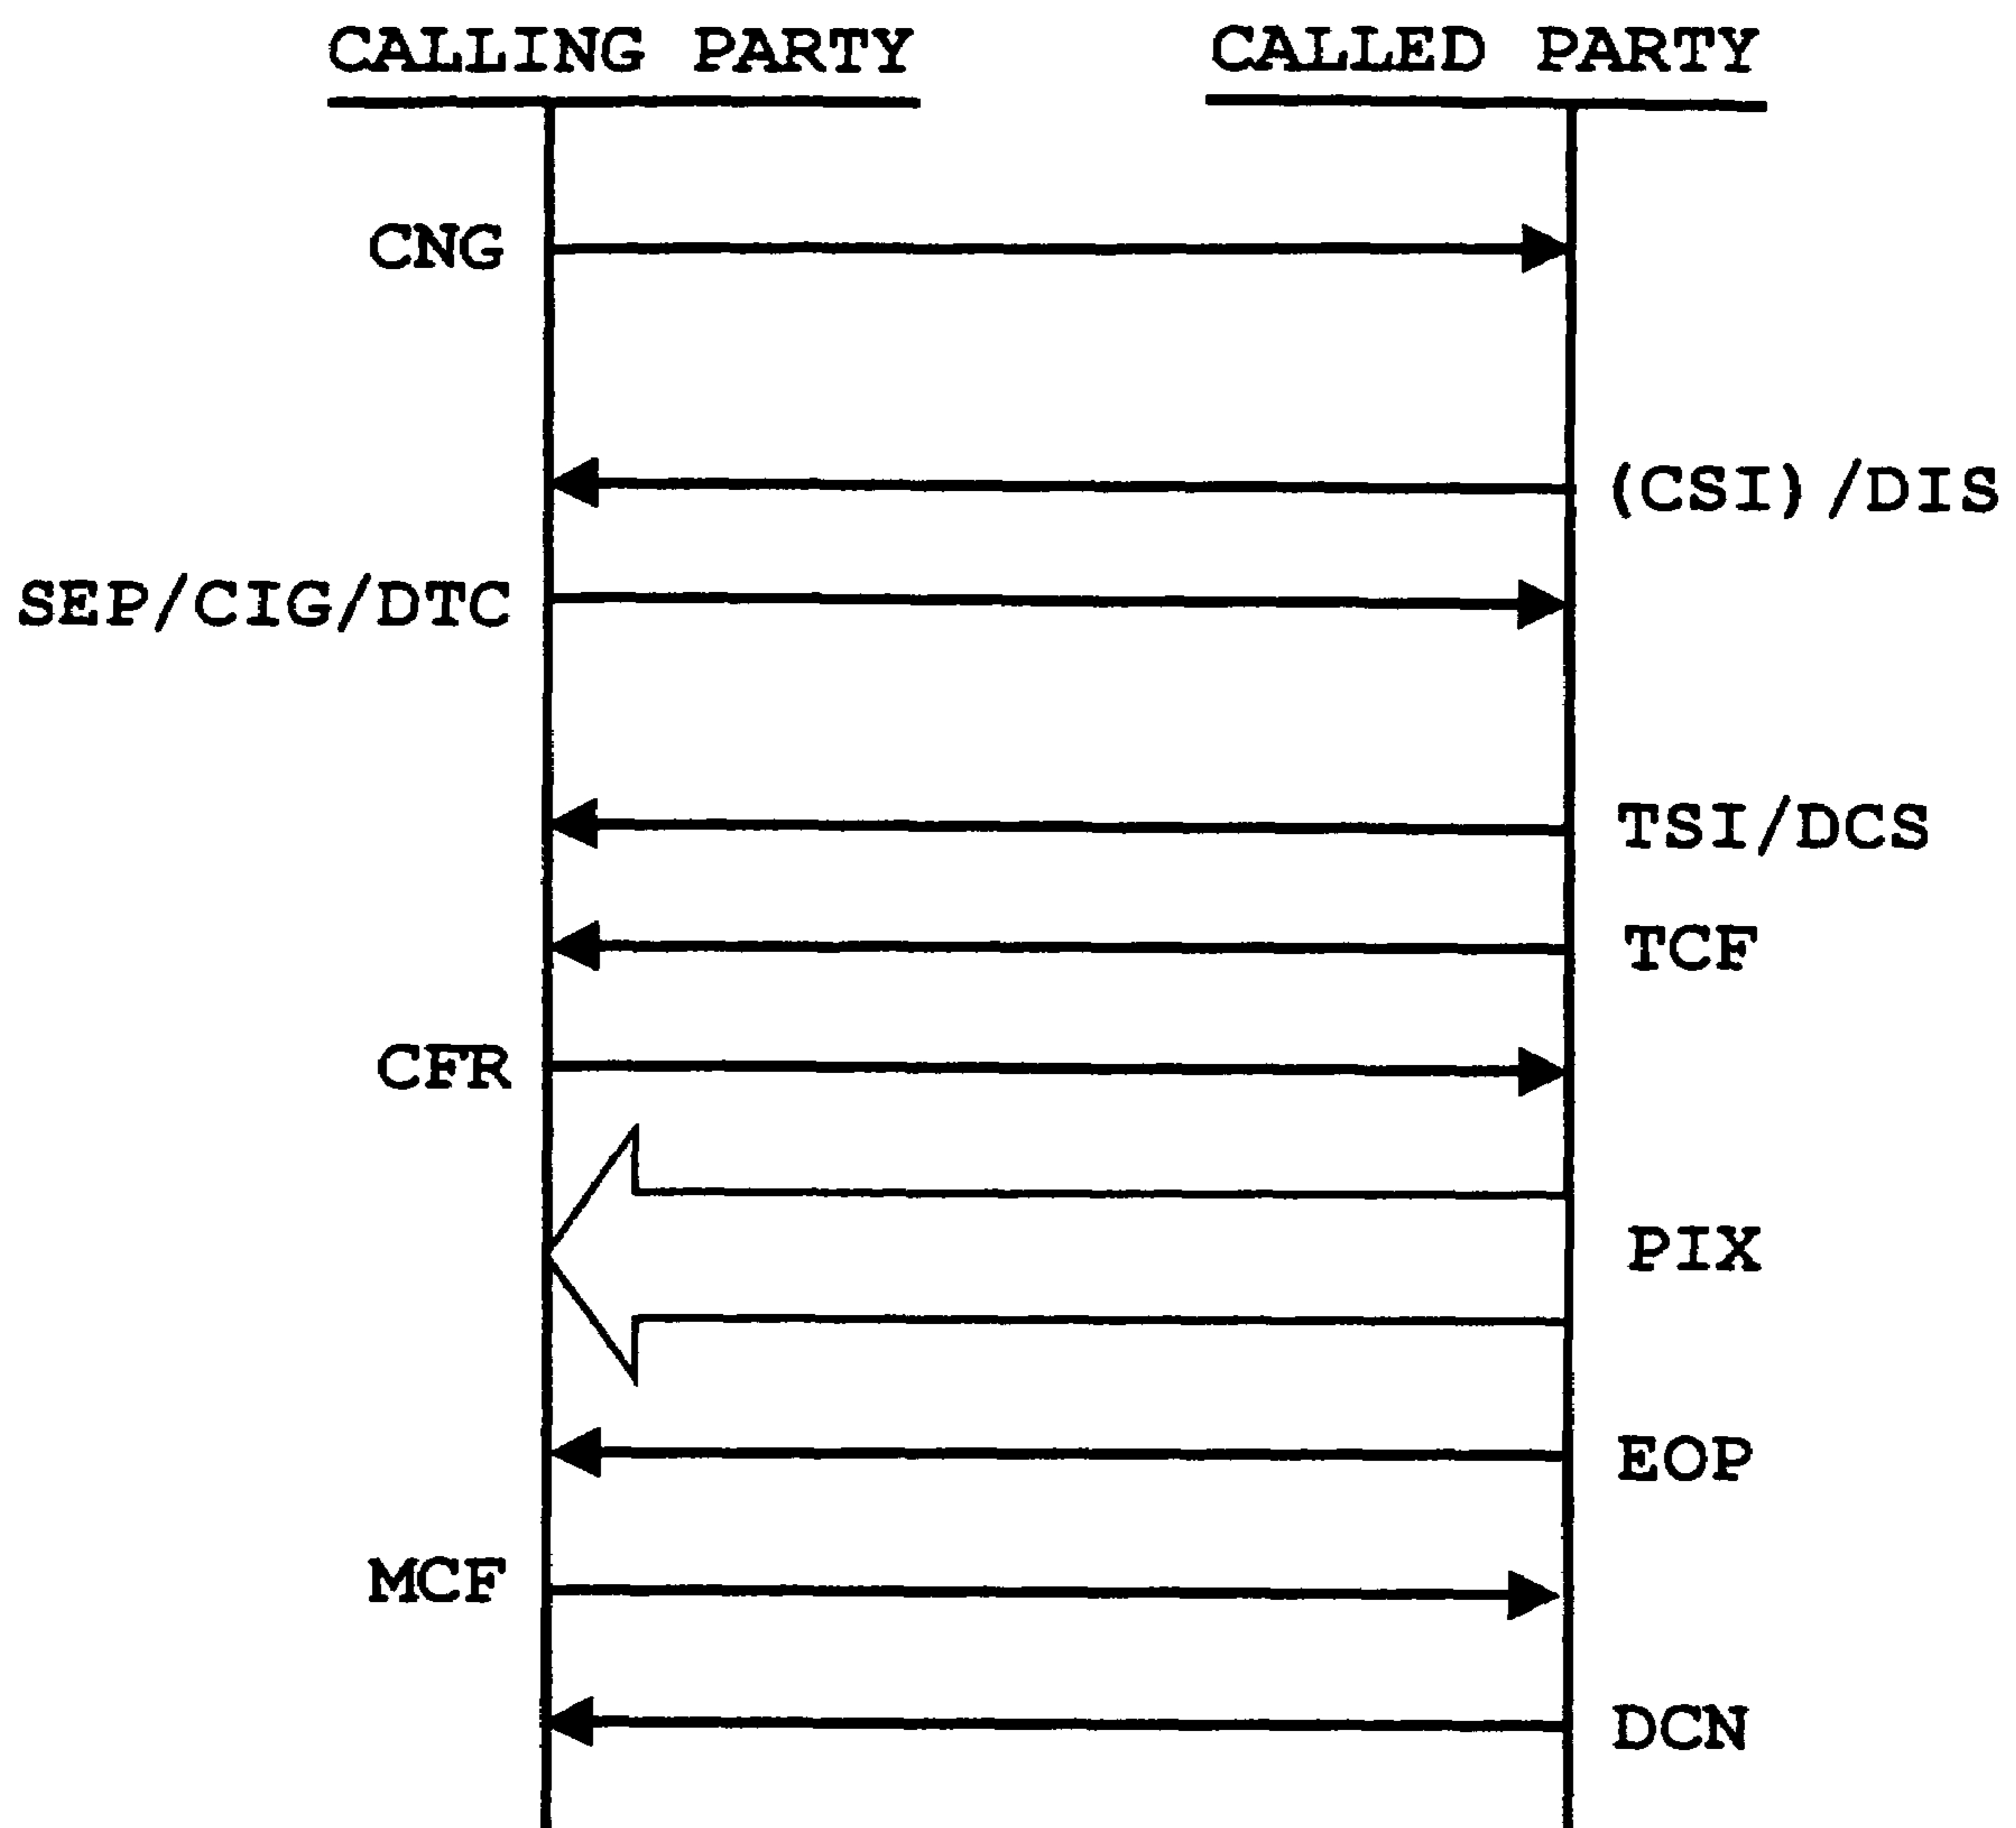 CALLING PARTY CALLED PARTY
CNG
(CSI)/DIS
SEP/CIG/DTC
TSI/DCS
TCF
CFR
PIX
EOP
MCF
DCN